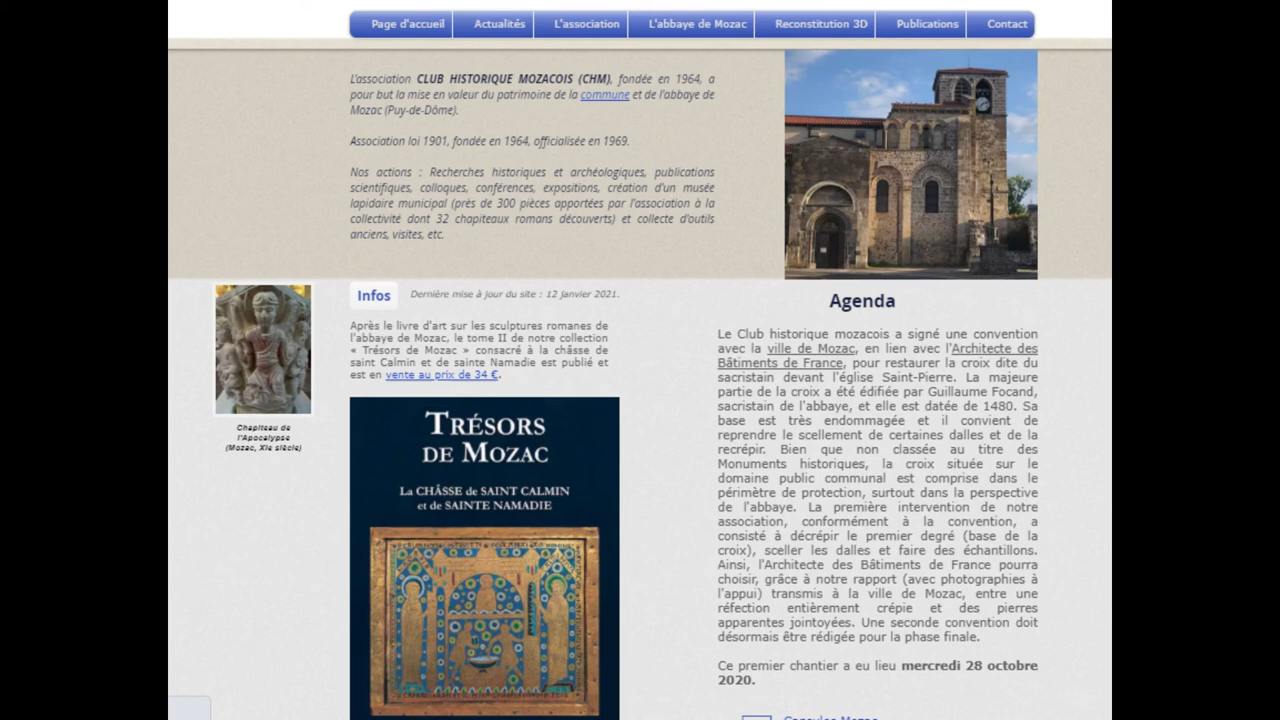 Page d'accueil Actualités L'association L'abbaye de Mozac Reconstitution 3D Publications Contact
L'association CLUB HISTORIQUE MOZACOIS (CHM), fondée en 1964, a
pour but la mise en valeur du patrimoine de la commune et de l'abbaye de
Mozac (Puy-de-Dôme).
Association loi 1901, fondée en 1964, officialisée en 1969.
Nos actions : Recherches historiques et archéologiques, publications
scientifiques, colloques, conférences, expositions, création d'un musée
lapidaire municipal (près de 300 pièces apportées par l'association à la
collectivité dont 32 chapiteaux romans découverts) et collecte d'outils
anciens, visites, etc.
Chapiteau de
l'Apocalypse
(Mozac, XIe siècle)
Infos Dernière mise à jour du site : 12 janvier 2021.
Après le livre d'art sur les sculptures romanes de
l'abbaye de Mozac, le tome II de notre collection
« Trésors de Mozac » consacré à la châsse de
saint Calmin et de sainte Namadie est publié et
est en vente au prix de 34 €.
TRÉSORS
DE MOZAC
La CHÂSSE de SAINT CALMIN
et de SAINTE NAMADIE
Agenda
Le Club historique mozacois a signé une convention
avec la ville de Mozac, en lien avec l'Architecte des
Bâtiments de France, pour restaurer la croix dite du
sacristain devant l'église Saint-Pierre. La majeure
partie de la croix a été édifiée par Guillaume Focand,
sacristain de l'abbaye, et elle est datée de 1480. Sa
base est très endommagée et il convient de
reprendre le scellement de certaines dalles et de la
recrépir. Bien que non classée au titre des
Monuments historiques, la croix située sur le
domaine public communal est comprise dans le
périmètre de protection, surtout dans la perspective
de l'abbaye. La première intervention de notre
association, conformément à la convention, a
consisté à décrépir le premier degré (base de la
croix), sceller les dalles et faire des échantillons.
Ainsi, l'Architecte des Bâtiments de France pourra
choisir, grâce à notre rapport (avec photographies à
l'appui) transmis à la ville de Mozac, entre une
réfection entièrement crépie et des pierres
apparentes jointoyées. Une seconde convention doit
désormais être rédigée pour la phase finale.
Ce premier chantier a eu lieu mercredi 28 octobre
2020.